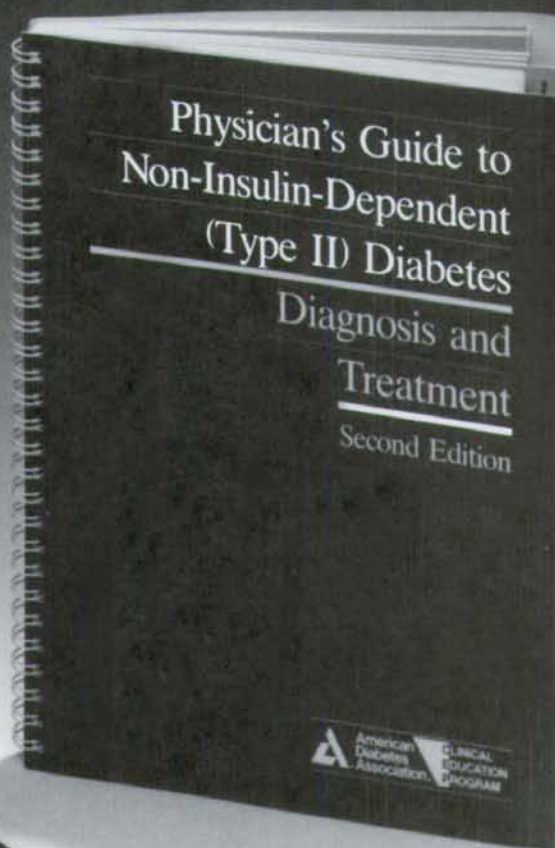 Physician's Guide to
Non-Insulin-Dependent
(Type II) Diabetes
Diagnosis and
Treatment
Second Edition
American
Diabetes
Association.
CLINICAL
EDUCATION
PROGRAM